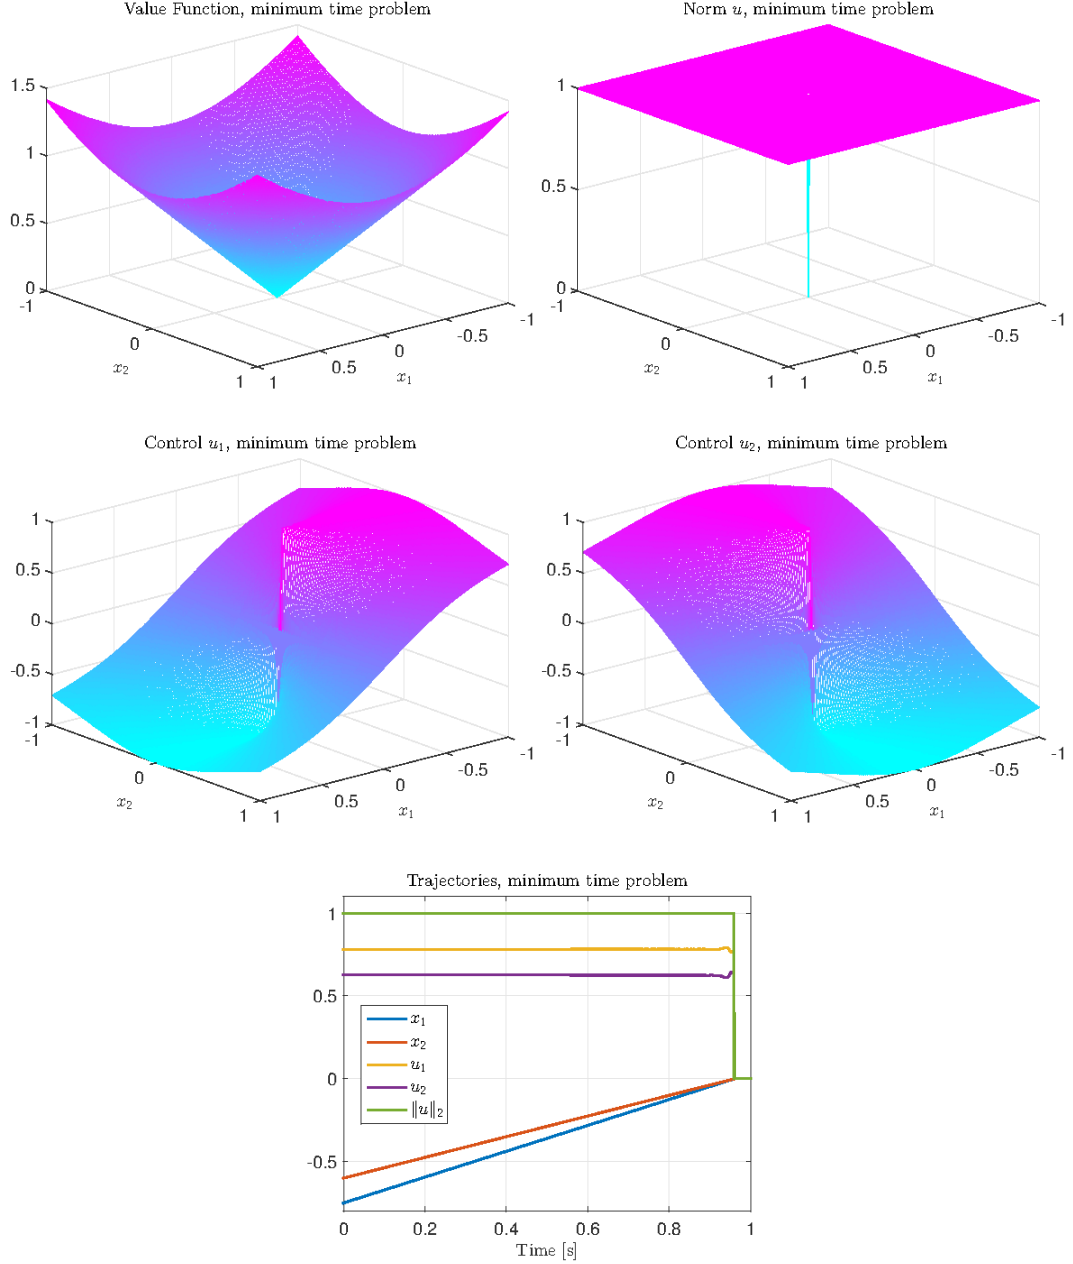 Value Function, minimum time problem
1.5
1
0.5
0
-1
0
1
x₂
1
0.5
0
-0.5
-1
x₁
Norm u, minimum time problem
1
0.5
0
-1
0
1
x₂
1
0.5
0
-0.5
-1
x₁
Control u₁, minimum time problem
1
0.5
0
-0.5
-1
-1
0
1
x₂
1
0.5
0
-0.5
-1
x₁
Control u₂, minimum time problem
1
0.5
0
-0.5
-1
-1
0
1
x₂
1
0.5
0
-0.5
-1
x₁
Trajectories, minimum time problem
1
0.5
0
-0.5
x₁
x₂
u₁
u₂
‖u‖₂
0 0.2 0.4 0.6 0.8 1
Time [s]